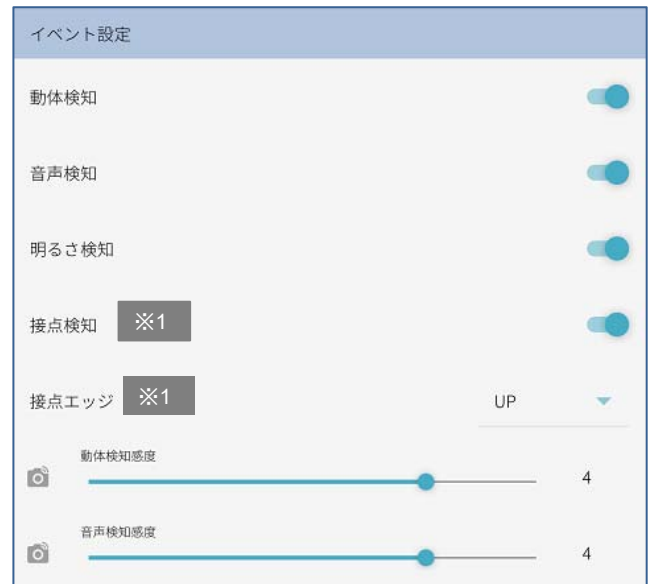 イベント設定
動体検知
音声検知
明るさ検知
接点検知 ※1
接点エッジ ※1 UP
動体検知感度
4
音声検知感度
4